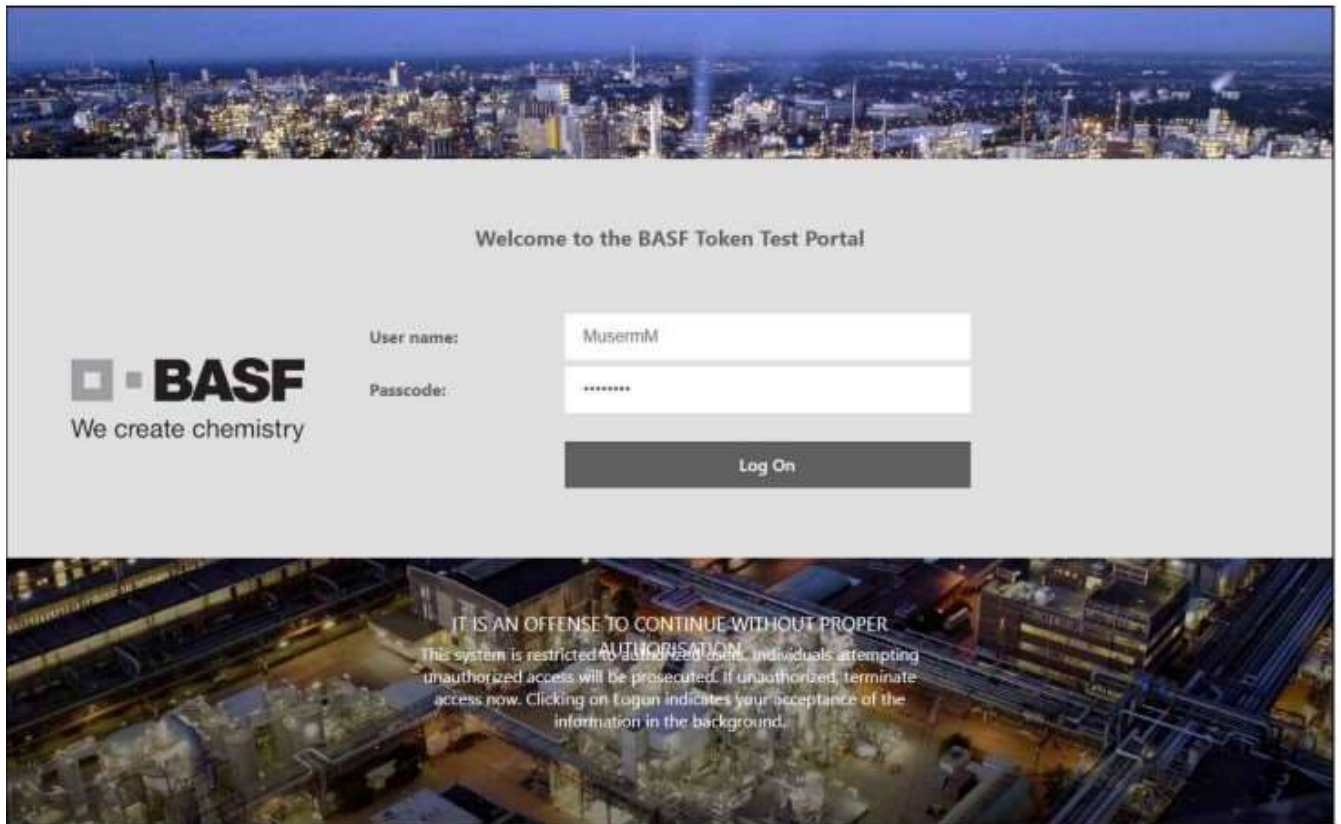 Welcome to the BASF Token Test Portal
User name:
MusermM
BASF
Passcode:
••••••••
We create chemistry
Log On
IT IS AN OFFENSE TO CONTINUE WITHOUT PROPER
AUTHORISATION
This system is restricted to authorized users. Individuals attempting
unauthorized access will be prosecuted. If unauthorized, terminate
access now. Clicking on Logon indicates your acceptance of the
information in the background.